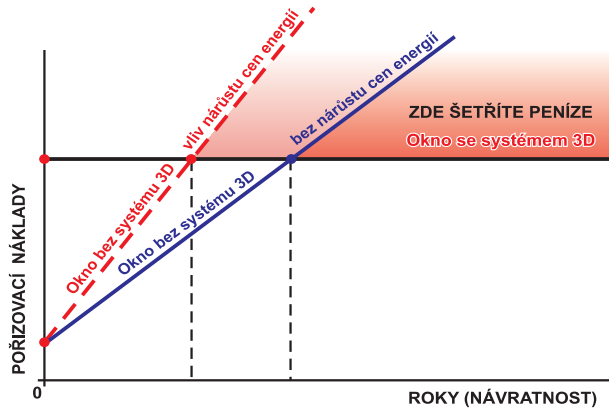 vliv nárůstu cen energií
bez nárůstu cen energií
ZDE ŠETŘÍTE PENÍZE
Okno se systémem 3D
Okno bez systému 3D
Okno bez systému 3D
POŘIZOVACÍ NÁKLADY
0
ROKY (NÁVRATNOST)